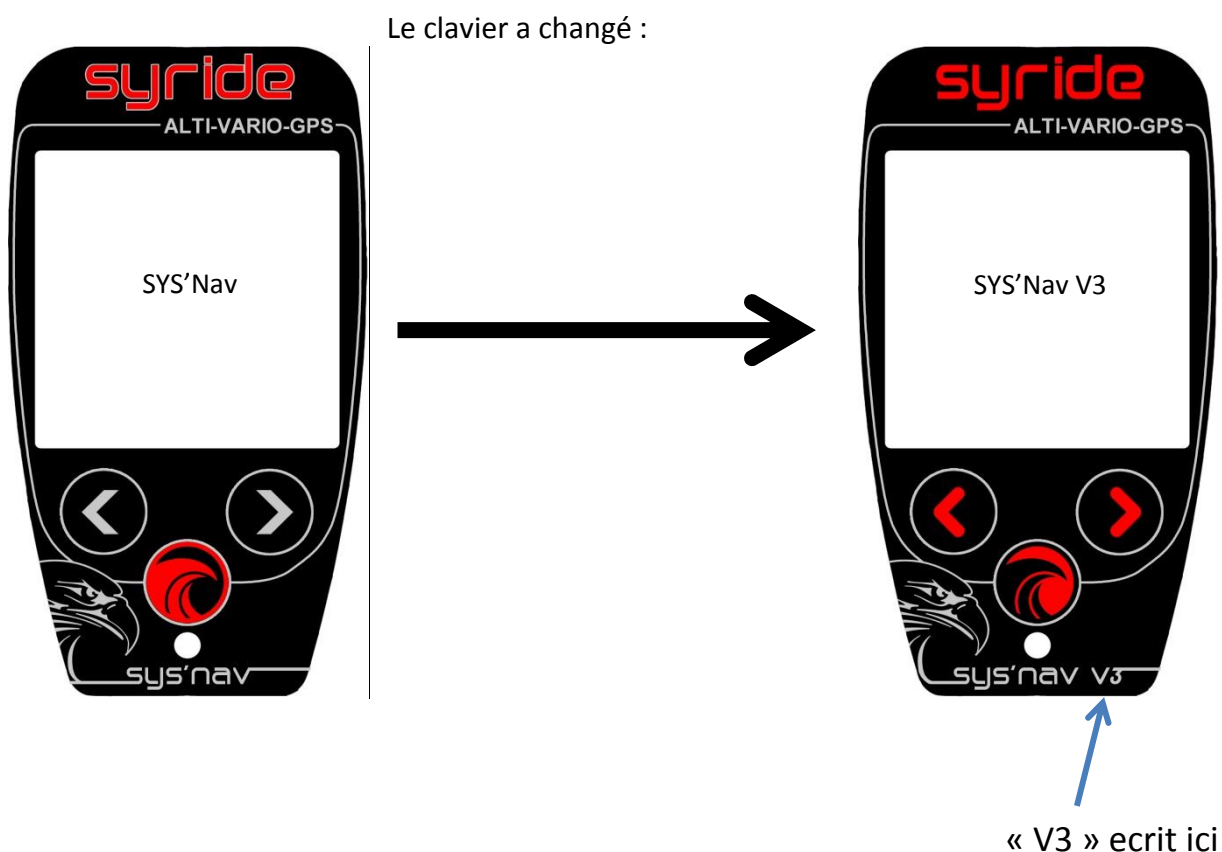 Le clavier a changé :
syride
ALTI-VARIO-GPS
SYS’Nav
sys’nav
syride
ALTI-VARIO-GPS
SYS’Nav V3
sys’nav V3
« V3 » ecrit ici